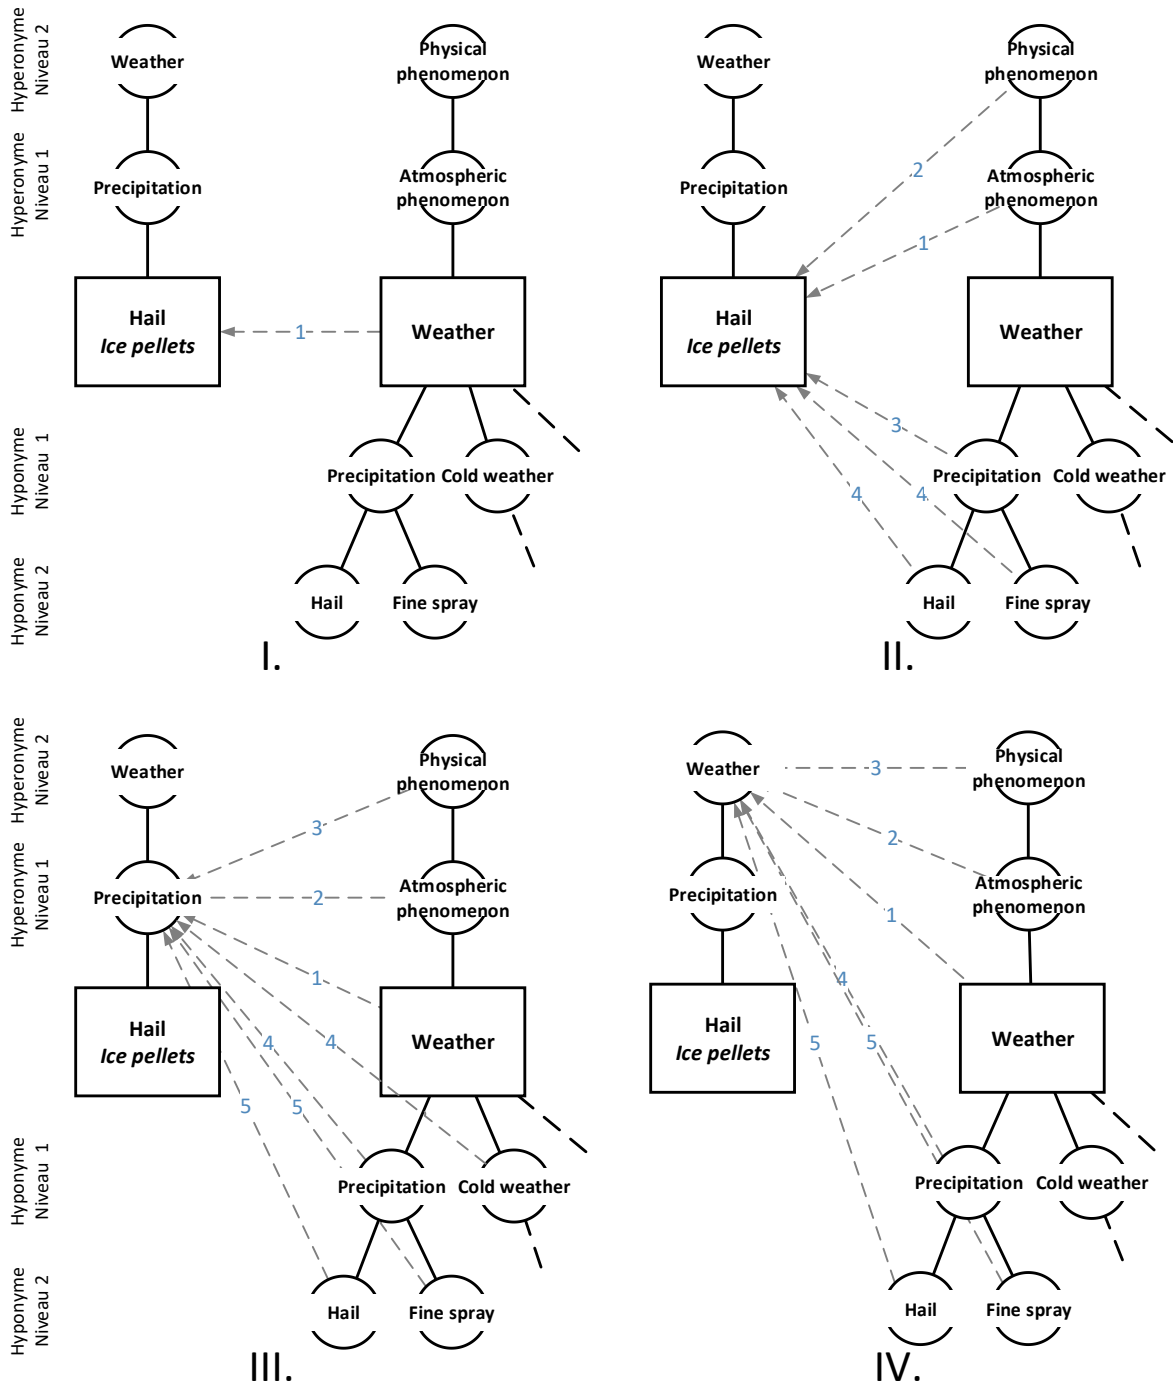 Hyperonyme
Niveau 2
Weather
Physical
phenomenon
Hyperonyme
Niveau 1
Precipitation
Atmospheric
phenomenon
Hail
Ice pellets
1
Weather
Hyponyme
Niveau 1
Precipitation
Cold weather
Hyponyme
Niveau 2
Hail
Fine spray
I.
Weather
Physical
phenomenon
2
Precipitation
Atmospheric
phenomenon
1
Hail
Ice pellets
Weather
3
4
4
Precipitation
Cold weather
Hail
Fine spray
II.
Hyperonyme
Niveau 2
Weather
Physical
phenomenon
3
Hyperonyme
Niveau 1
Precipitation
2
Atmospheric
phenomenon
1
Hail
Ice pellets
Weather
4
4
5
5
Hyponyme
Niveau 1
Precipitation
Cold weather
Hyponyme
Niveau 2
Hail
Fine spray
III.
Weather
3
Physical
phenomenon
2
Precipitation
Atmospheric
phenomenon
1
4
Hail
Ice pellets
5
5
Weather
Precipitation
Cold weather
Hail
Fine spray
IV.